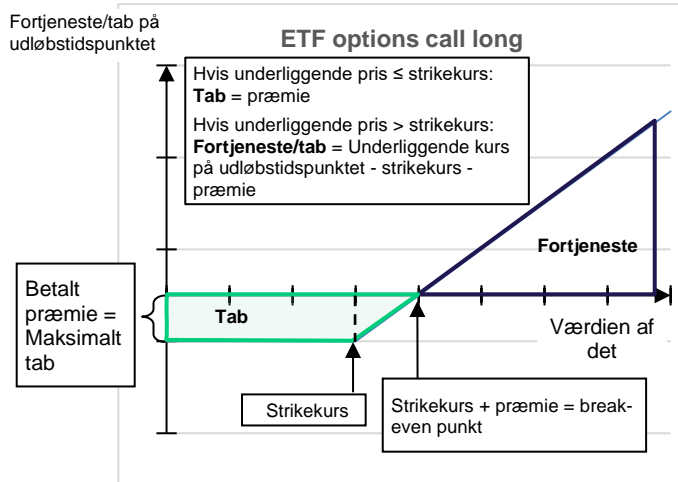 Fortjeneste/tab på
udløbstidspunktet
ETF options call long
Hvis underliggende pris ≤ strikekurs:
Tab = præmie
Hvis underliggende pris > strikekurs:
Fortjeneste/tab = Underliggende kurs
på udløbstidspunktet - strikekurs -
præmie
Fortjeneste
Betalt
præmie =
Maksimalt
tab
Tab
Værdien af
det
Strikekurs
Strikekurs + præmie = break-
even punkt